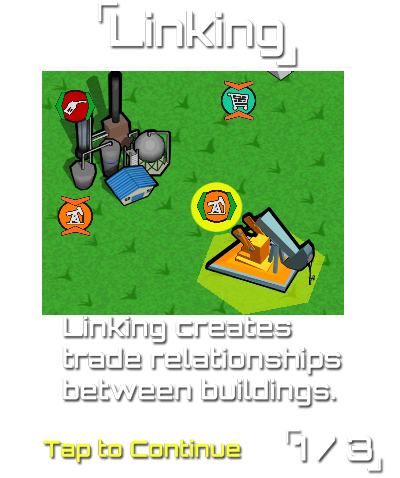 Linking
Linking creates
trade relationships
between buildings.
Tap to Continue
1 / 3